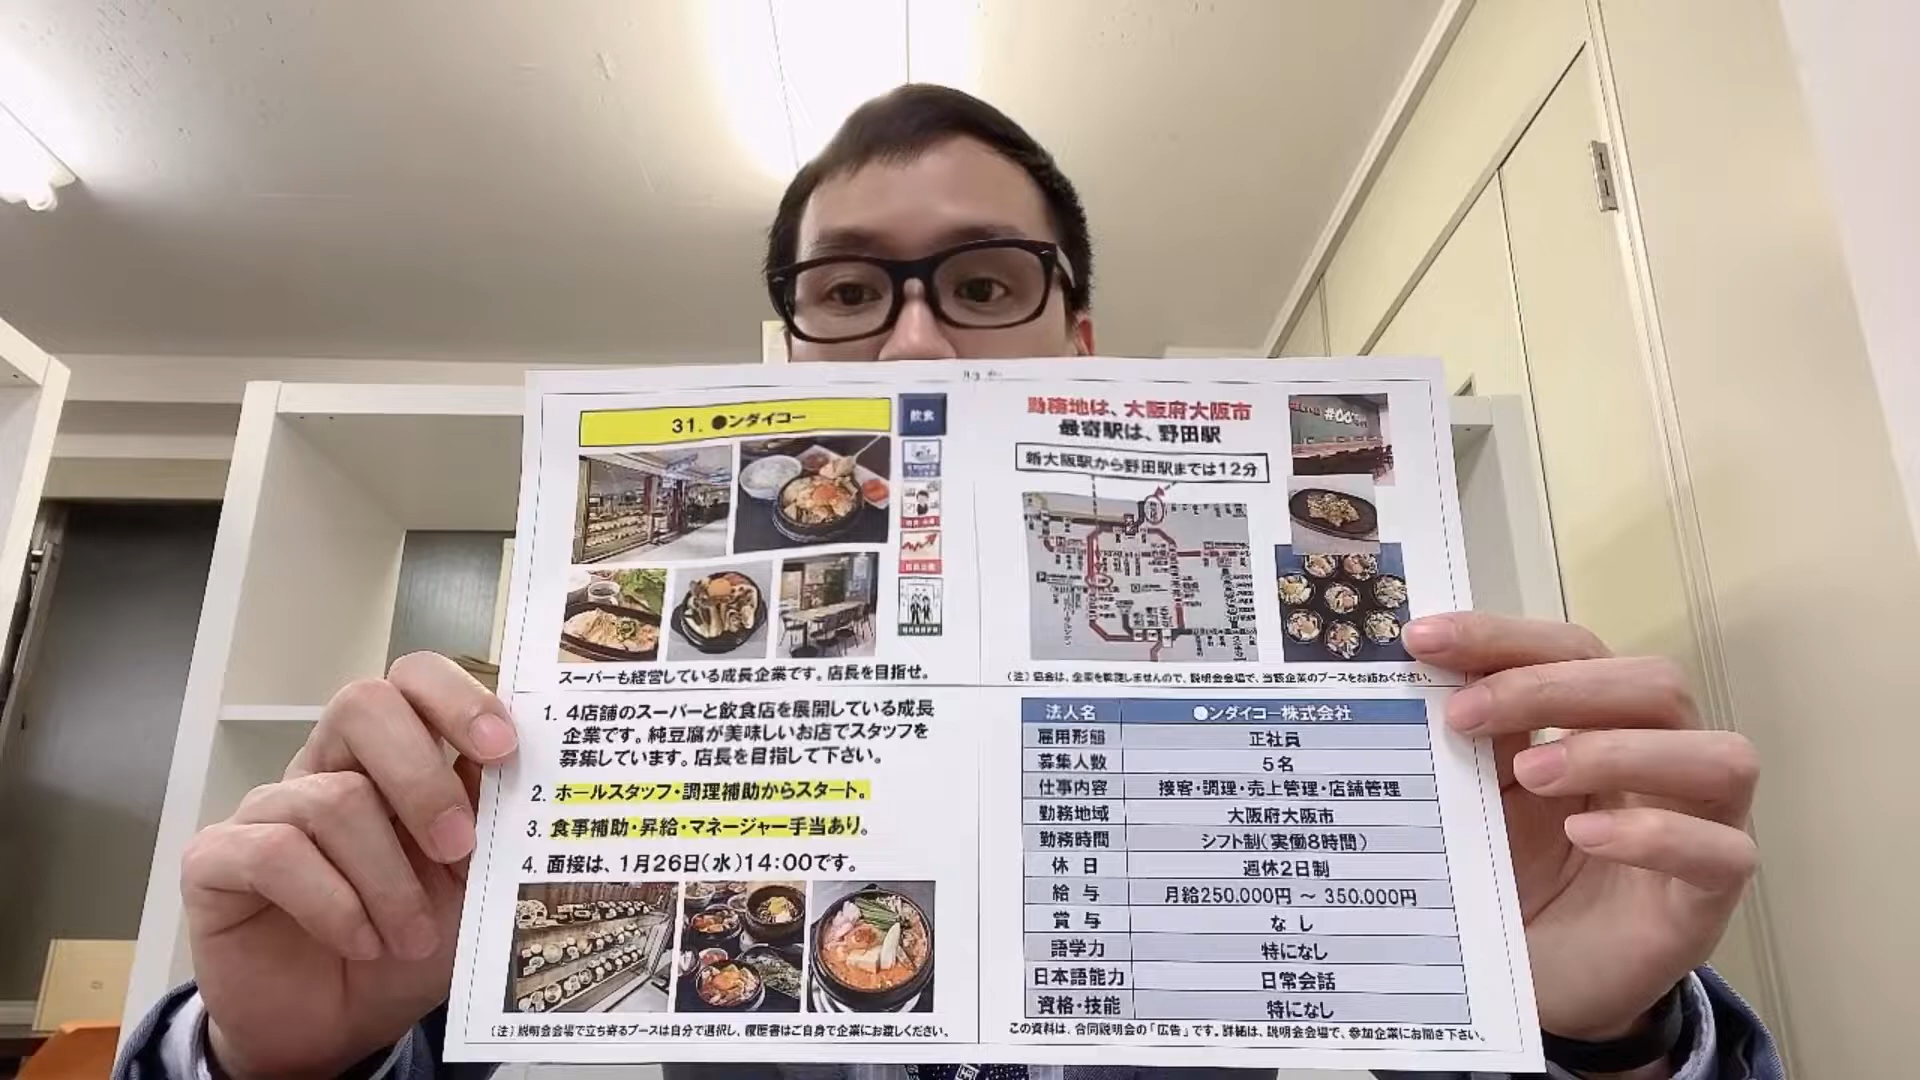 31. ●ンダイコー
飲食
スーパーも経営している成長企業です。店長を目指せ。
勤務地は、大阪府大阪市
最寄駅は、野田駅
新大阪駅から野田駅までは12分
(注)協会は、企業を斡旋しませんので、説明会会場で、当該企業のブースをお訪ねください。
1. 4店舗のスーパーと飲食店を展開している成長
企業です。純豆腐が美味しいお店でスタッフを
募集しています。店長を目指して下さい。
2. ホールスタッフ・調理補助からスタート。
3. 食事補助・昇給・マネージャー手当あり。
4. 面接は、1月26日(水)14:00です。
(注)説明会会場で立ち寄るブースは自分で選択し、履歴書はご自身で企業にお渡しください。
法人名 ●ンダイコー株式会社
雇用形態 正社員
募集人数 5名
仕事内容 接客・調理・売上管理・店舗管理
勤務地域 大阪府大阪市
勤務時間 シフト制(実働8時間)
休 日 週休2日制
給 与 月給250,000円 ～ 350,000円
賞 与 な し
語学力 特になし
日本語能力 日常会話
資格・技能 特になし
この資料は、合同説明会の「広告」です。詳細は、説明会会場で、参加企業にお聞き下さい。